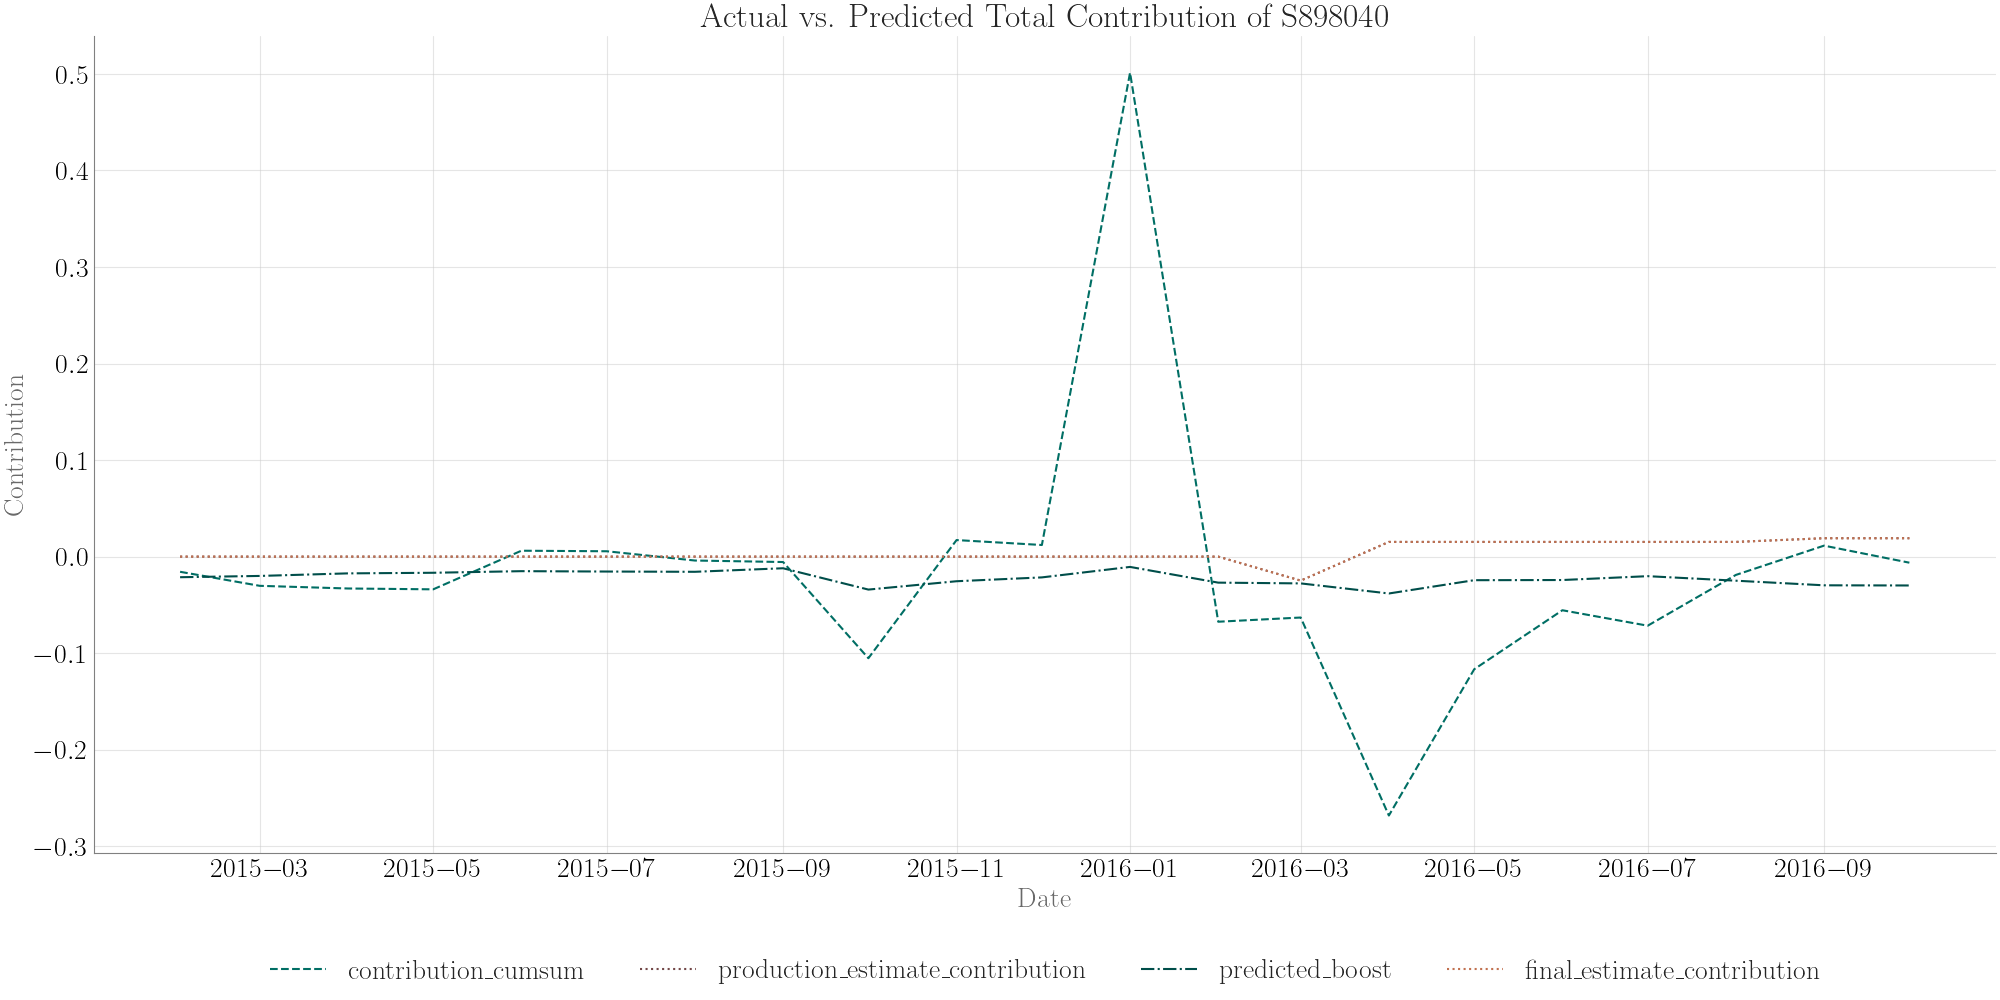 Actual vs. Predicted Total Contribution of S898040
0.5
0.4
0.3
0.2
0.1
0.0
−0.1
−0.2
−0.3
Contribution
2015−03 2015−05 2015−07 2015−09 2015−11 2016−01 2016−03 2016−05 2016−07 2016−09
Date
contribution_cumsum production_estimate_contribution predicted_boost final_estimate_contribution